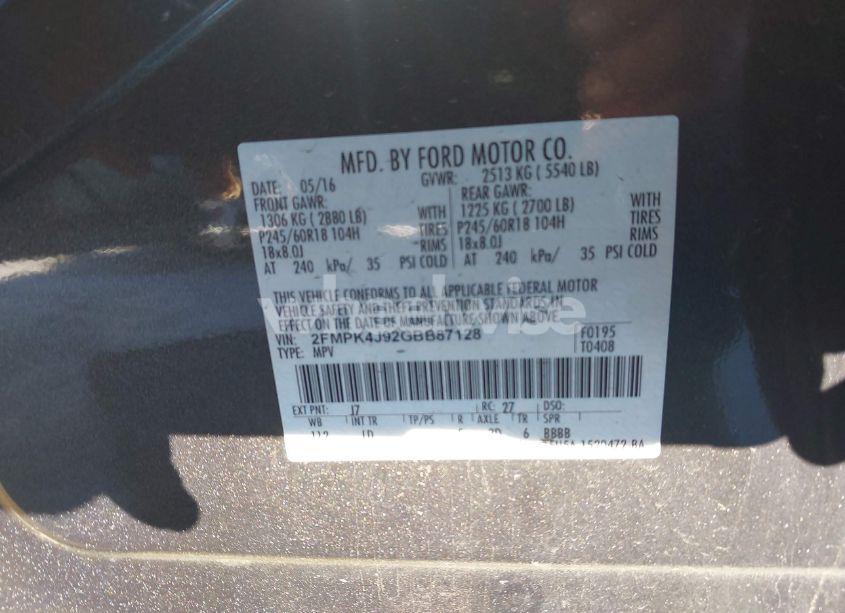 MFD. BY FORD MOTOR CO.
DATE: 05/16 GVWR: 2513 KG ( 5540 LB)
FRONT GAWR: REAR GAWR:
1306 KG ( 2880 LB) WITH 1225 KG ( 2700 LB) WITH
P245/60R18 104H TIRES P245/60R18 104H TIRES
18x8.0J RIMS 18x8.0J RIMS
AT 240 kPa/ 35 PSI COLD AT 240 kPa/ 35 PSI COLD
THIS VEHICLE CONFORMS TO ALL APPLICABLE FEDERAL MOTOR
VEHICLE SAFETY AND THEFT PREVENTION STANDARDS IN
EFFECT ON THE DATE OF MANUFACTURE SHOWN ABOVE.
VIN: 2FMPK4J92GBB87128 F0195
TYPE: MPV T0408
EXT PNT: J7 RC: 27 DSO:
WB INT TR TP/PS R AXLE TR SPR
112 6 BBBB
wheelwise